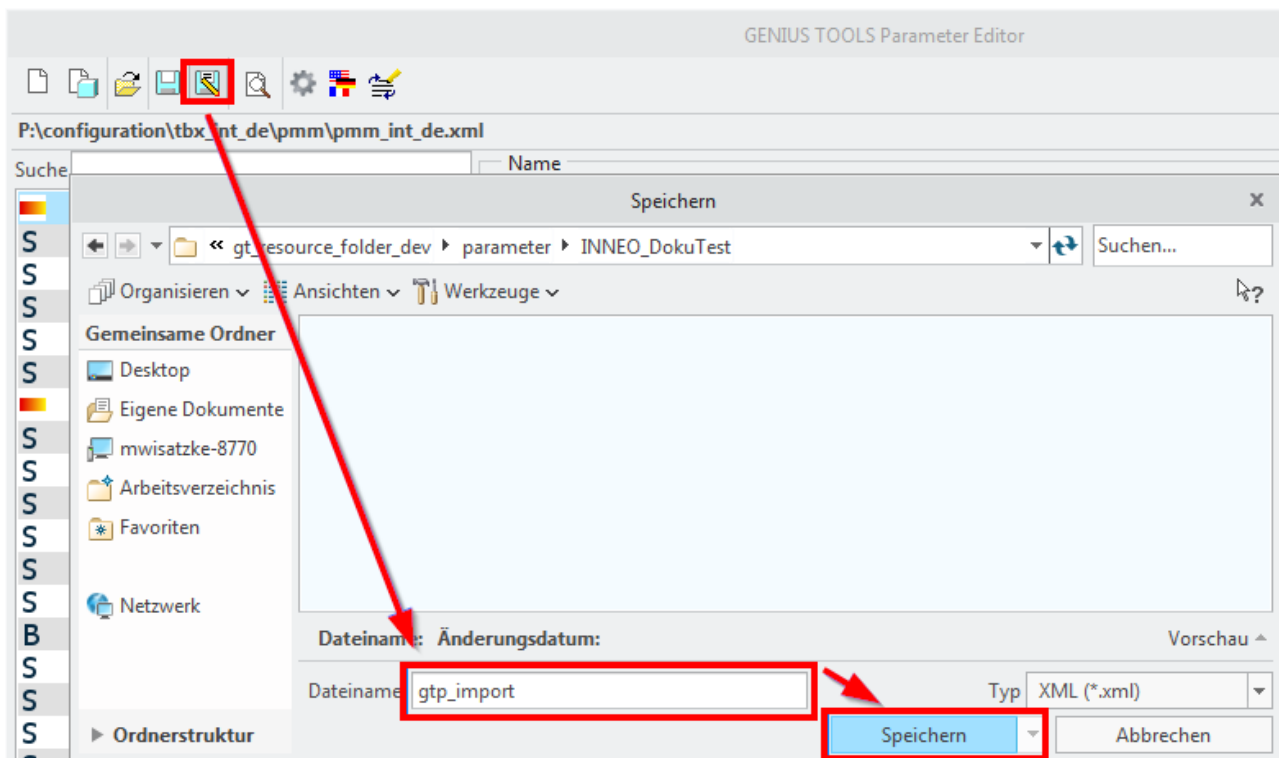 GENIUS TOOLS Parameter Editor
P:\configuration\tbx_int_de\pmm\pmm_int_de.xml
Suche
Name
Speichern
x
S
« gt_resource_folder_dev parameter INNEO_DokuTest
Suchen...
S
Organisieren Ansichten Werkzeuge
?
S
S
Gemeinsame Ordner
S
Desktop
Eigene Dokumente
S
mwisatzke-8770
S
Arbeitsverzeichnis
S
Favoriten
S
S
S
Netzwerk
B
Dateiname: Änderungsdatum:
Vorschau
S
S
Dateiname gtp_import
Typ XML (*.xml)
S
Ordnerstruktur
Speichern
Abbrechen